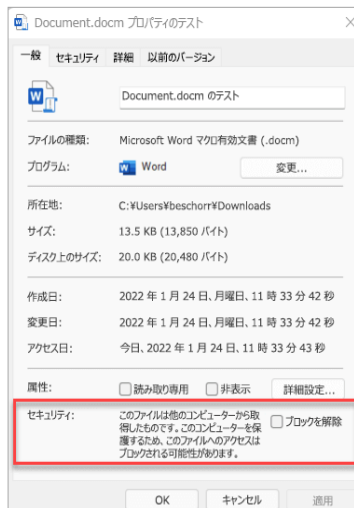 Document.docm プロパティのテスト
一般 セキュリティ 詳細 以前のバージョン
Document.docm のテスト
ファイルの種類: Microsoft Word マクロ有効文書 (.docm)
プログラム: Word 変更...
所在地: C:¥Users¥beschorr¥Downloads
サイズ: 13.5 KB (13,850 バイト)
ディスク上のサイズ: 20.0 KB (20,480 バイト)
作成日: 2022 年 1 月 24 日、月曜日、11 時 33 分 42 秒
変更日: 2022 年 1 月 24 日、月曜日、11 時 33 分 42 秒
アクセス日: 今日、2022 年 1 月 24 日、11 時 33 分 43 秒
属性: 読み取り専用 非表示 詳細設定...
セキュリティ: このファイルは他のコンピューターから取 ブロックを解除
得したものです。このコンピューターを保
護するため、このファイルへのアクセスは
ブロックされる可能性があります。
OK キャンセル 適用